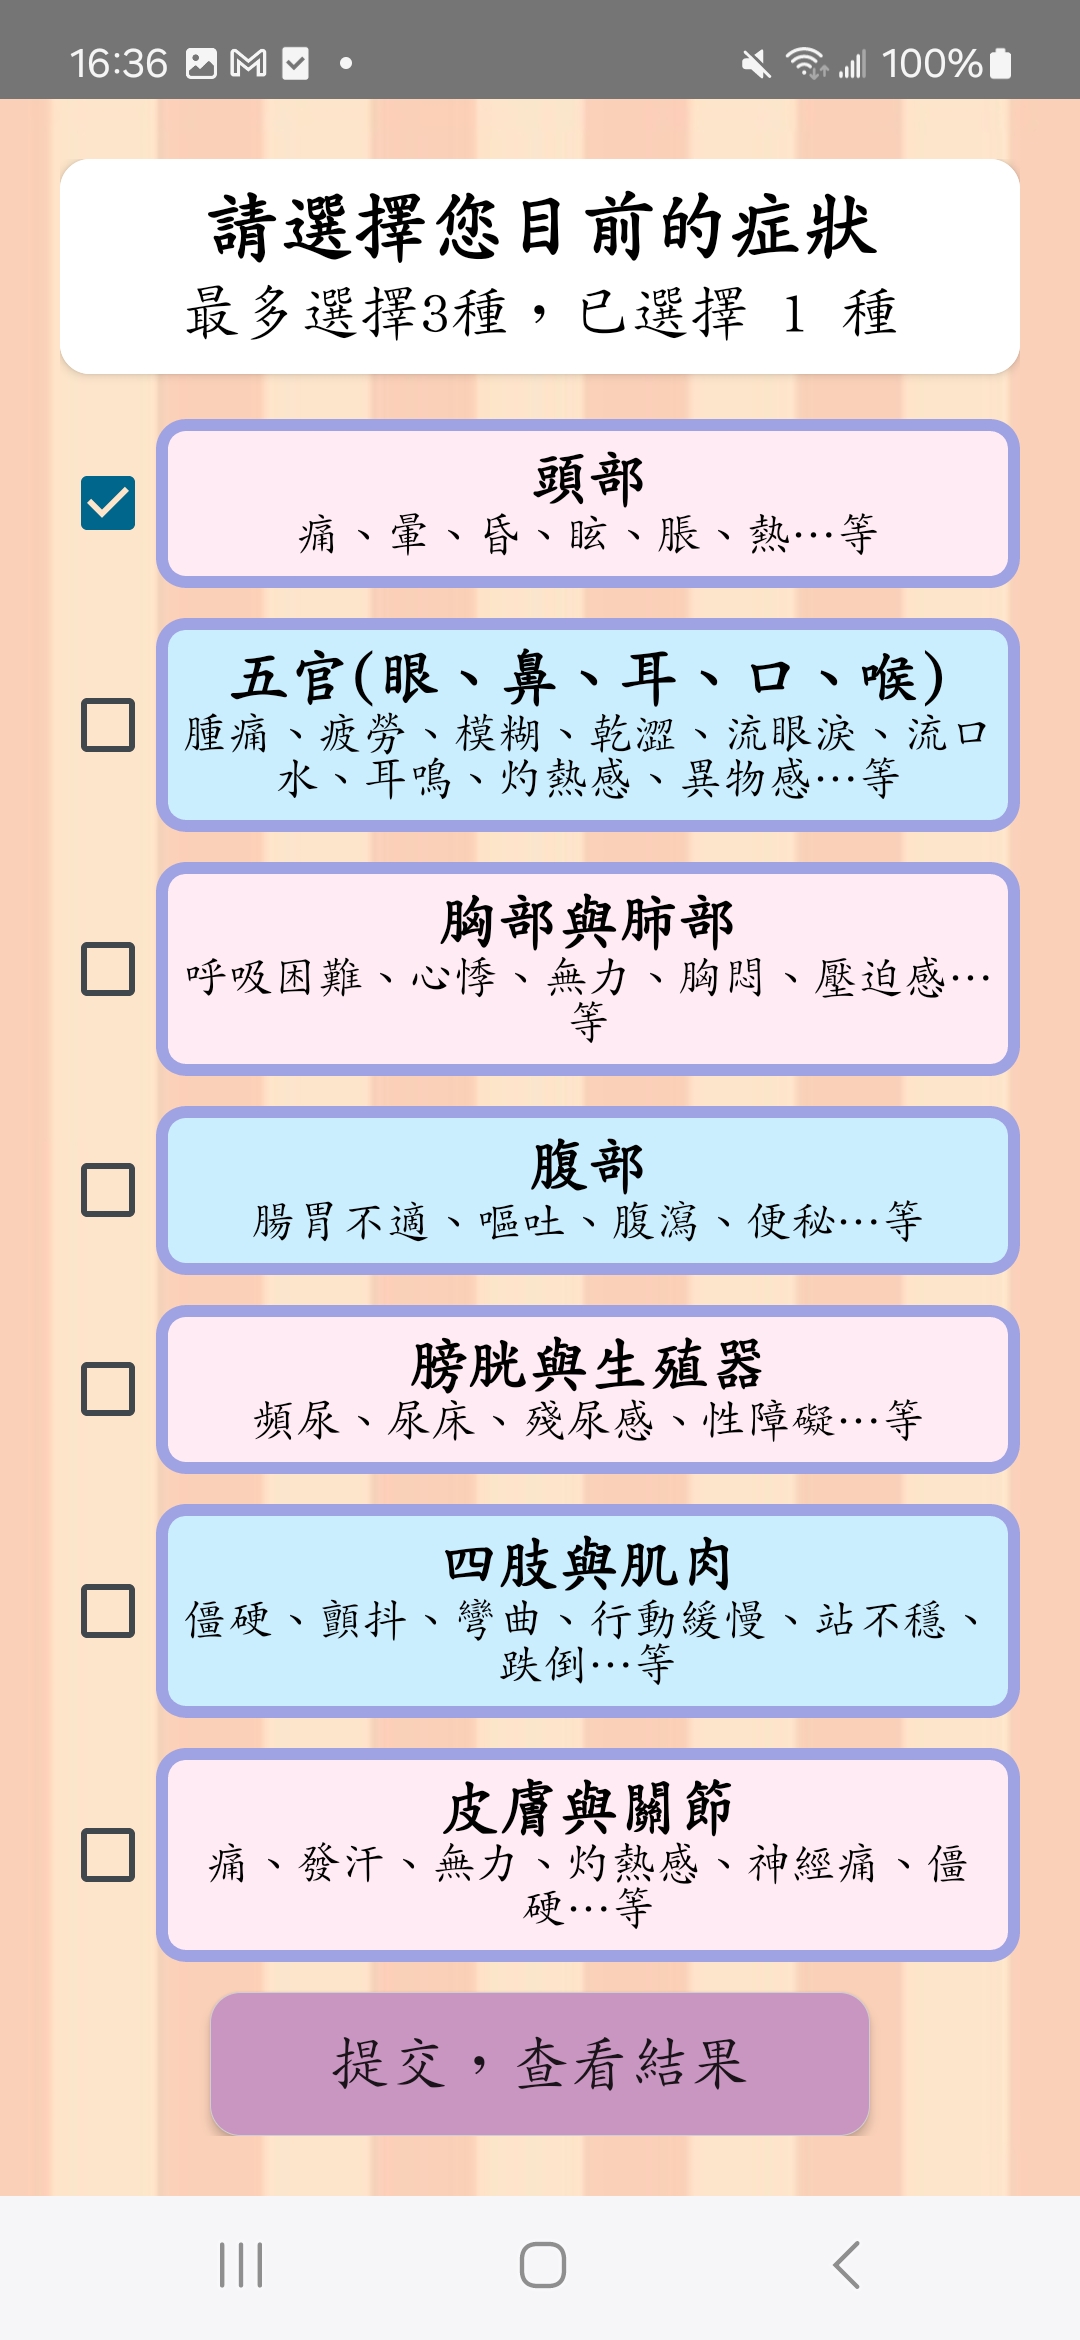 16:36
100%
請選擇您目前的症狀
最多選擇3種，已選擇 1 種
頭部
痛、暈、昏、眩、脹、熱…等
五官(眼、鼻、耳、口、喉)
腫痛、疲勞、模糊、乾澀、流眼淚、流口
水、耳鳴、灼熱感、異物感…等
胸部與肺部
呼吸困難、心悸、無力、胸悶、壓迫感…
等
腹部
腸胃不適、嘔吐、腹瀉、便秘…等
膀胱與生殖器
頻尿、尿床、殘尿感、性障礙…等
四肢與肌肉
僵硬、顫抖、彎曲、行動緩慢、站不穩、
跌倒…等
皮膚與關節
痛、發汗、無力、灼熱感、神經痛、僵
硬…等
提交，查看結果